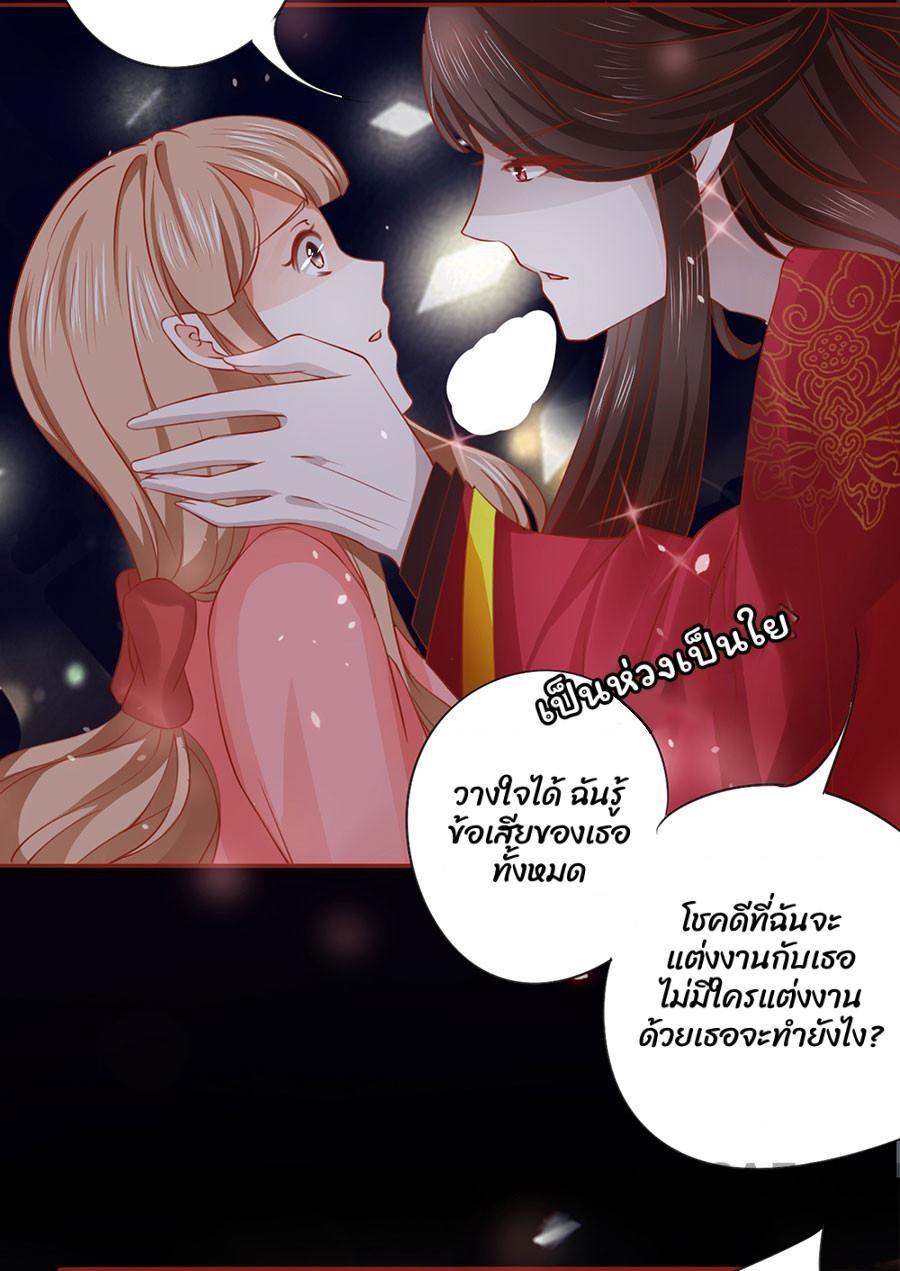 เป็นห่วงเป็นใย
วางใจได้ ฉันรู้
ข้อเสียของเธอ
ทั้งหมด
โชคดีที่ฉันจะ
แต่งงานกับเธอ
ไม่มีใครแต่งงาน
ด้วยเธอจะทำยังไง?